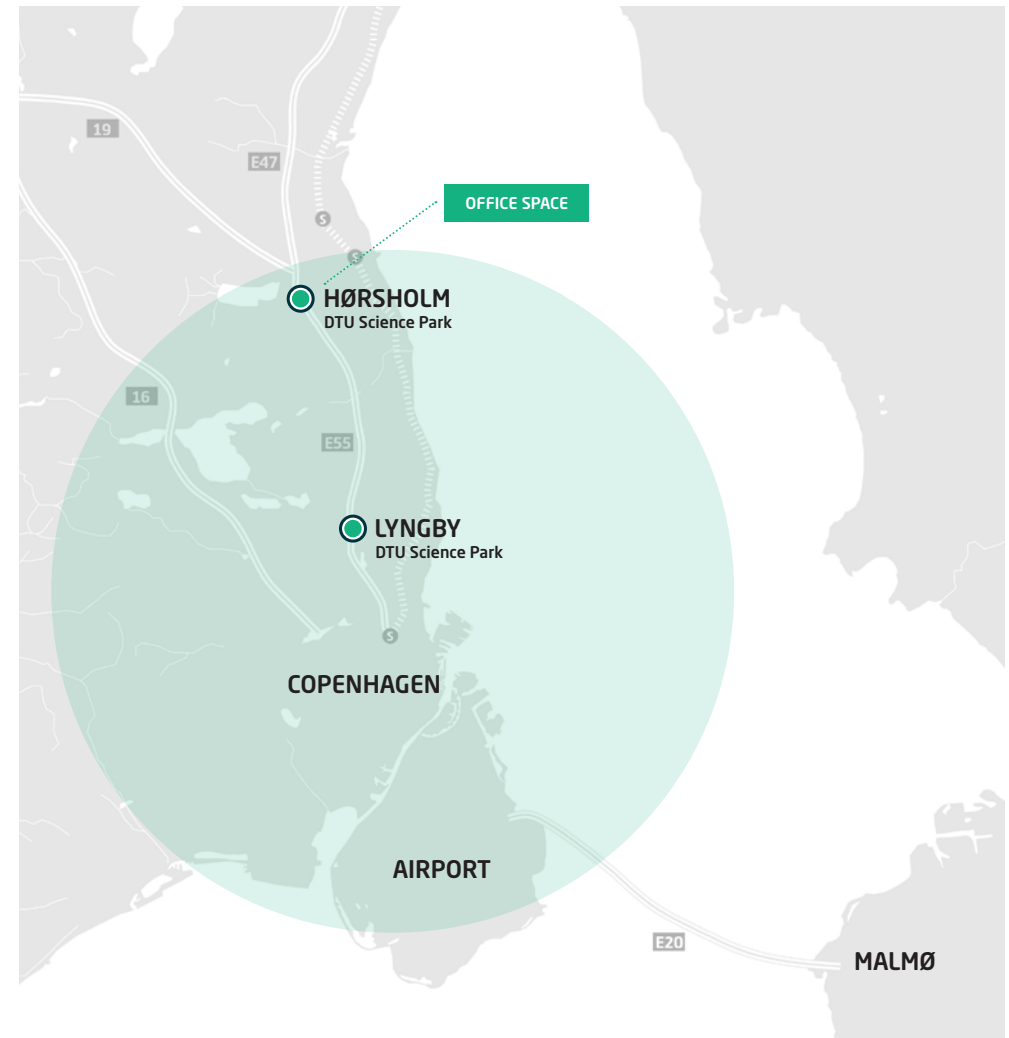 19
E47
OFFICE SPACE
S
S
HØRSHOLM
DTU Science Park
16
E55
LYNGBY
DTU Science Park
S
COPENHAGEN
AIRPORT
E20
MALMØ